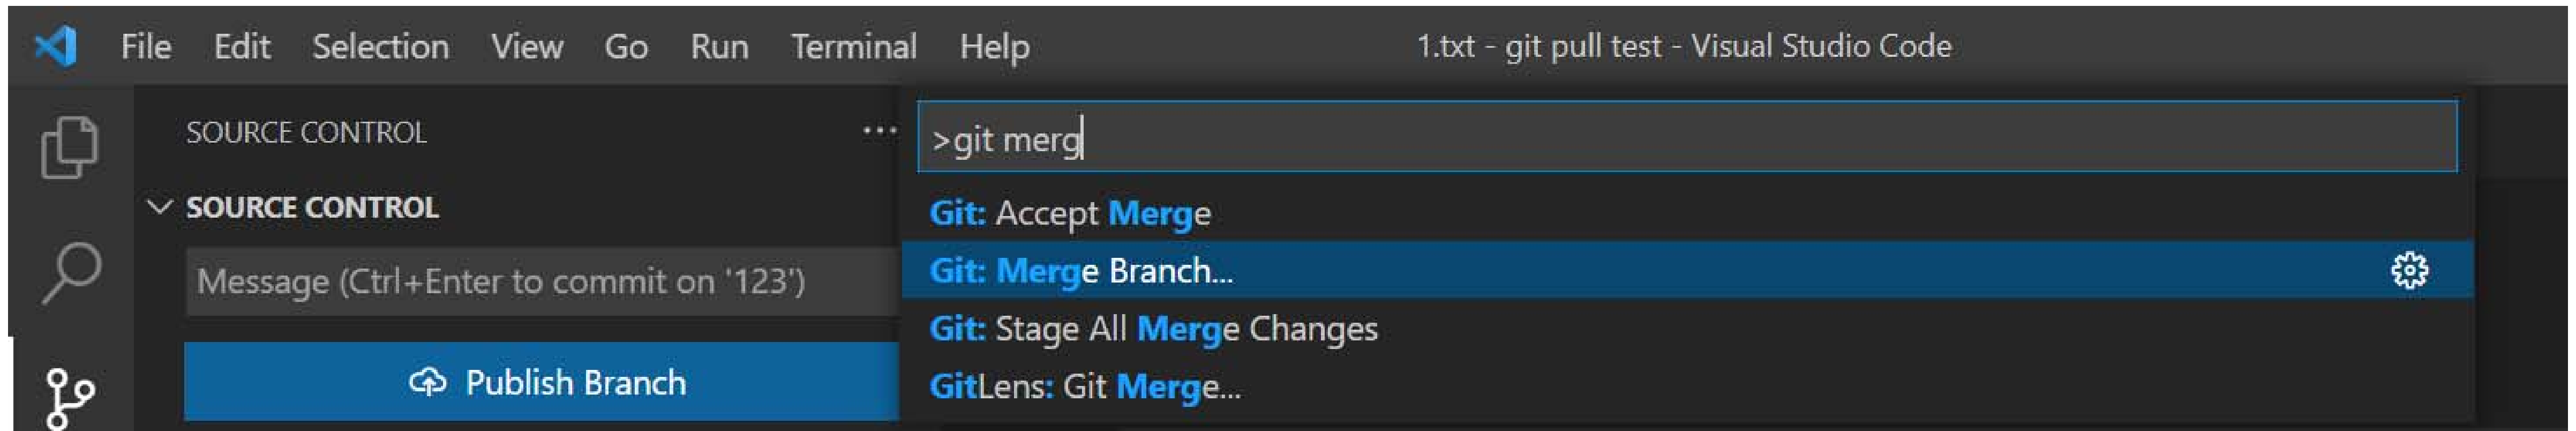 File Edit Selection View Go Run Terminal Help
1.txt - git pull test - Visual Studio Code
SOURCE CONTROL
SOURCE CONTROL
Message (Ctrl+Enter to commit on '123')
Publish Branch
>git merg
Git: Accept Merge
Git: Merge Branch...
Git: Stage All Merge Changes
GitLens: Git Merge...